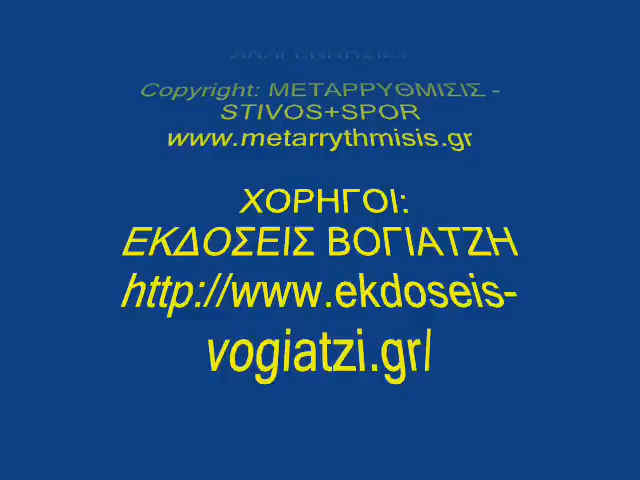 Copyright: ΜΕΤΑΡΡΥΘΜΙΣΙΣ -
STIVOS+SPOR
www.metarrythmisis.gr
ΧΟΡΗΓΟΙ:
ΕΚΔΟΣΕΙΣ ΒΟΓΙΑΤΖΗ
http://www.ekdoseis-
vogiatzi.gr/